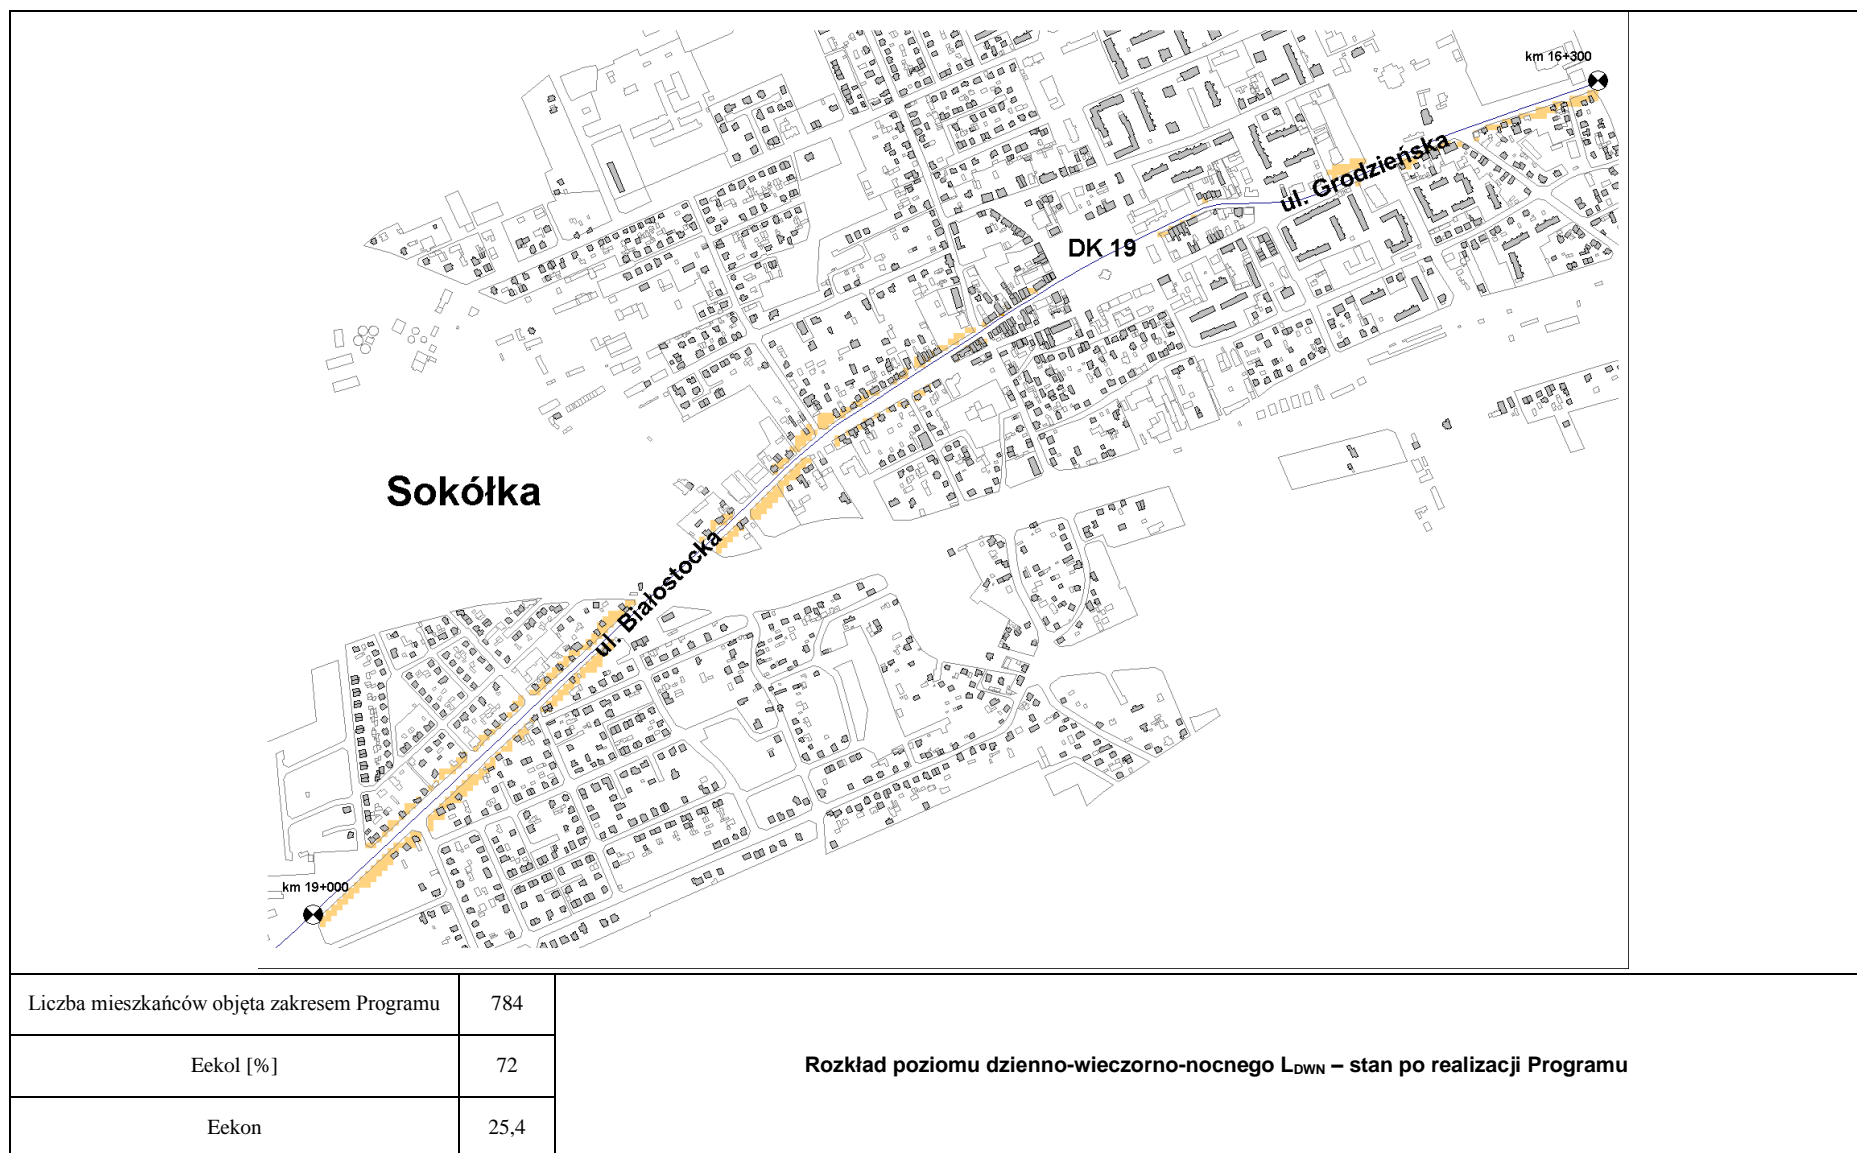 km 16+300
ul. Grodzieńska
DK 19
Sokółka
ul. Białostocka
km 19+000
Liczba mieszkańców objęta zakresem Programu 784
Eekol [%] 72
Eekon 25,4
Rozkład poziomu dzienno-wieczorno-nocnego LDWN – stan po realizacji Programu